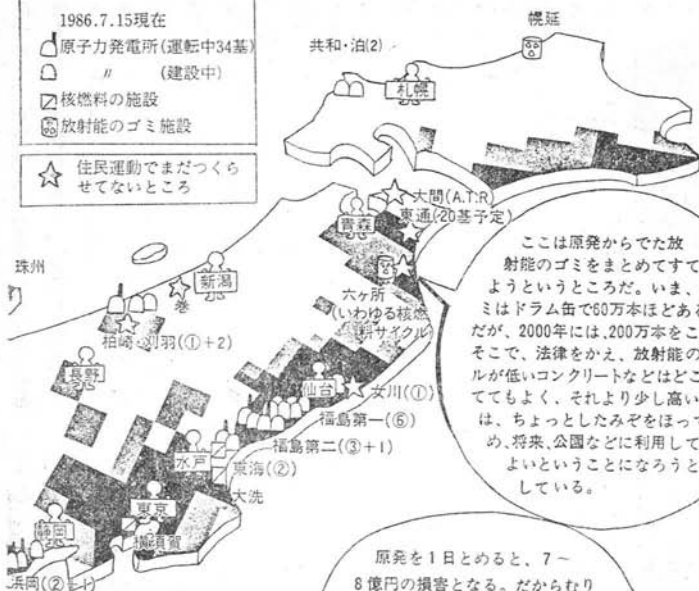 1986.7.15現在
原子力発電所(運転中34基)
〃 (建設中)
核燃料の施設
放射能のゴミ施設
住民運動でまだつくら
せてないところ
幌延
共和・泊(2)
札幌
大間(A.T.R)
東通(20基予定)
青森
六ヶ所
(いわゆる核燃
料サイクル)
珠州
新潟
巻
柏崎・刈羽(①+2)
長野
仙台
女川(①)
福島第一(⑥)
福島第二(③+1)
水戸
東海(②)
大洗
東京
横須賀
静岡
浜岡(②+1)
ここは原発からでた放
射能のゴミをまとめてすて
ようというところだ。いま、
ミはドラム缶で60万本ほどある
だが、2000年には、200万本をこ
そこで、法律をかえ、放射能の
ルが低いコンクリートなどはどこ
ててもよく、それより少し高い
は、ちょっとしたみぞをほって
め、将来、公園などに利用して
よいということになろうと
している。
原発を1日とめると、7～
8億円の損害となる。だからむり